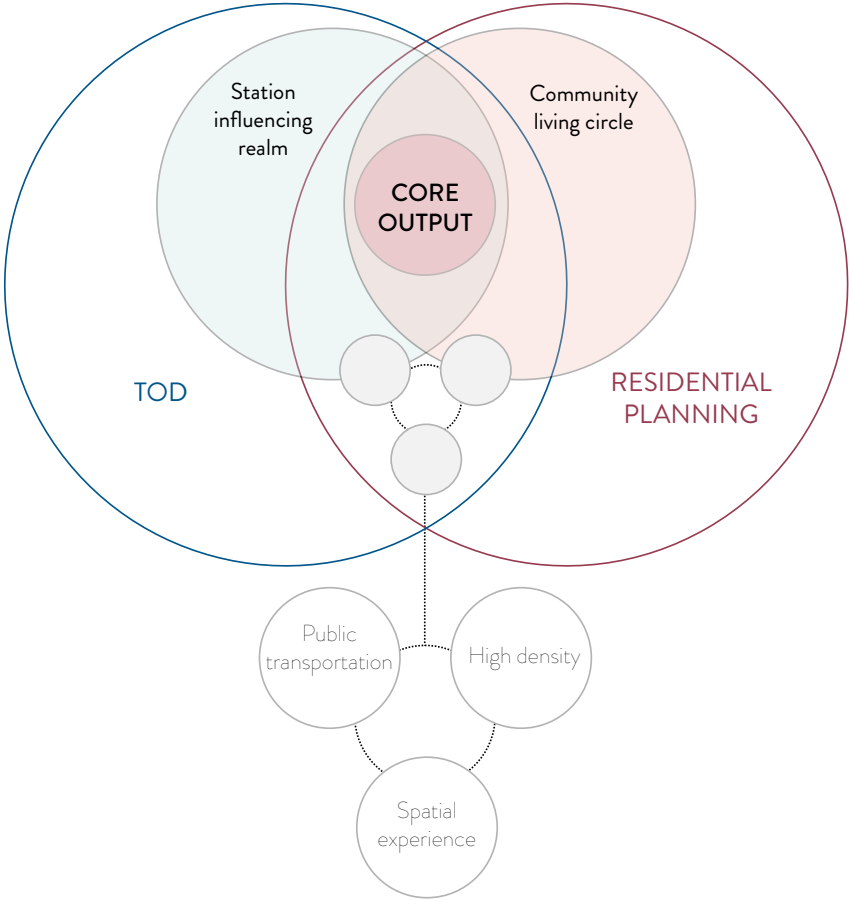 Station
influencing
realm
Community
living circle
CORE
OUTPUT
TOD
RESIDENTIAL
PLANNING
Public
transportation
High density
Spatial
experience